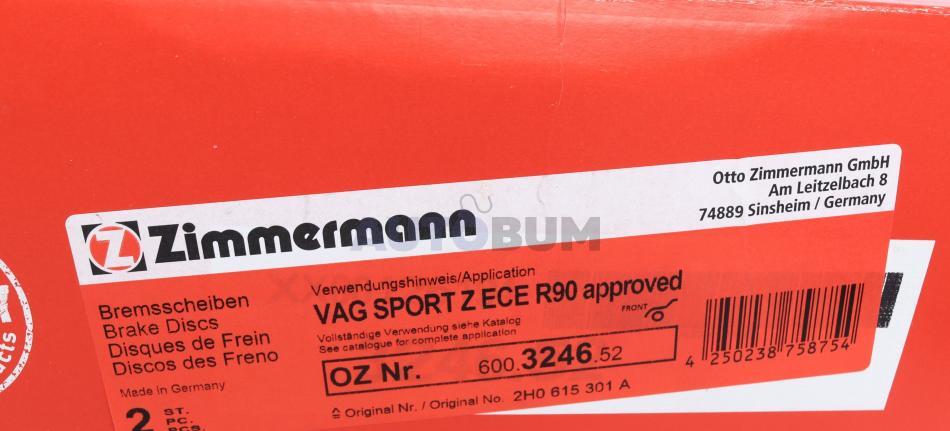 Otto Zimmermann GmbH
Am Leitzelbach 8
74889 Sinsheim / Germany
Z Zimmermann
AUTOBUM
Bremsscheiben
Brake Discs
Disques de Frein
Discos des Freno
Made in Germany
2 ST.
PC.
PCS.
Verwendungshinweis/Application
VAG SPORT Z ECE R90 approved
Vollständige Verwendung siehe Katalog
See catalogue for complete application
FRONT
OZ Nr. 600.3246.52
≙ Original Nr. / Original No. 2H0 615 301 A
4 250238 758754
cts